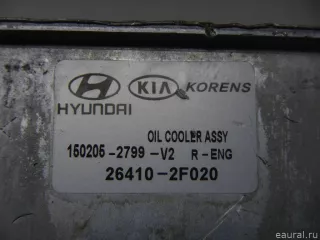 KIA KORENS
HYUNDAI
OIL COOLER ASSY
150205-2799-V2 R-ENG
26410-2F020
eaural.ru